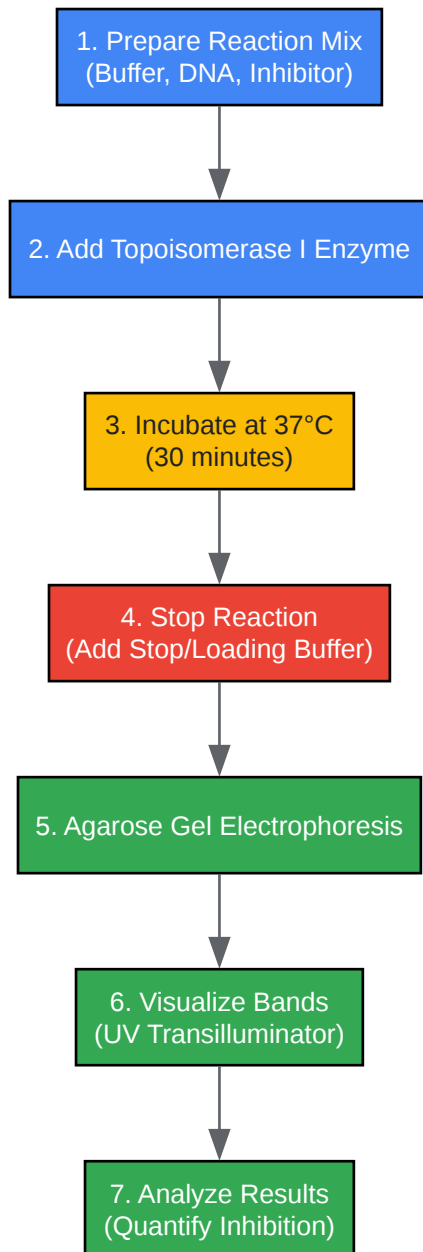 1. Prepare Reaction Mix
(Buffer, DNA, Inhibitor)
2. Add Topoisomerase I Enzyme
3. Incubate at 37°C
(30 minutes)
4. Stop Reaction
(Add Stop/Loading Buffer)
5. Agarose Gel Electrophoresis
6. Visualize Bands
(UV Transilluminator)
7. Analyze Results
(Quantify Inhibition)